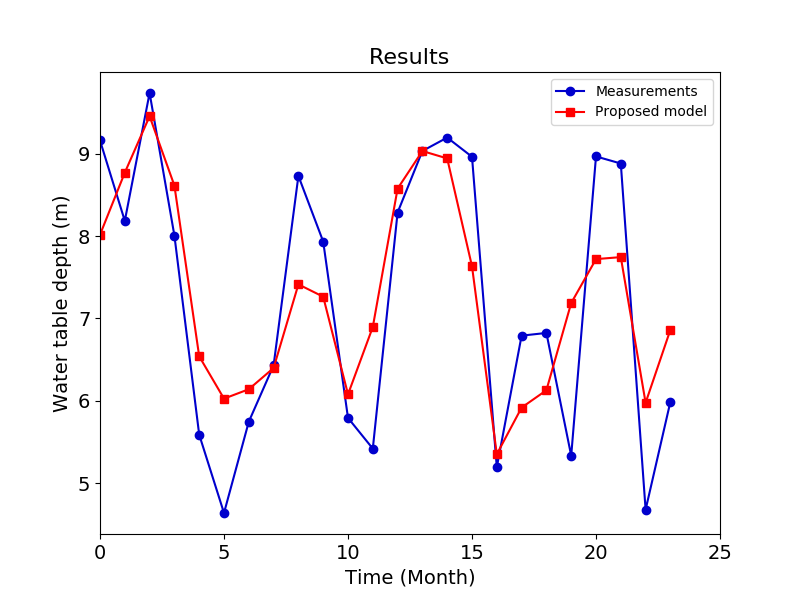 Results
Measurements
Proposed model
Water table depth (m)
9
8
7
6
5
0 5 10 15 20 25
Time (Month)